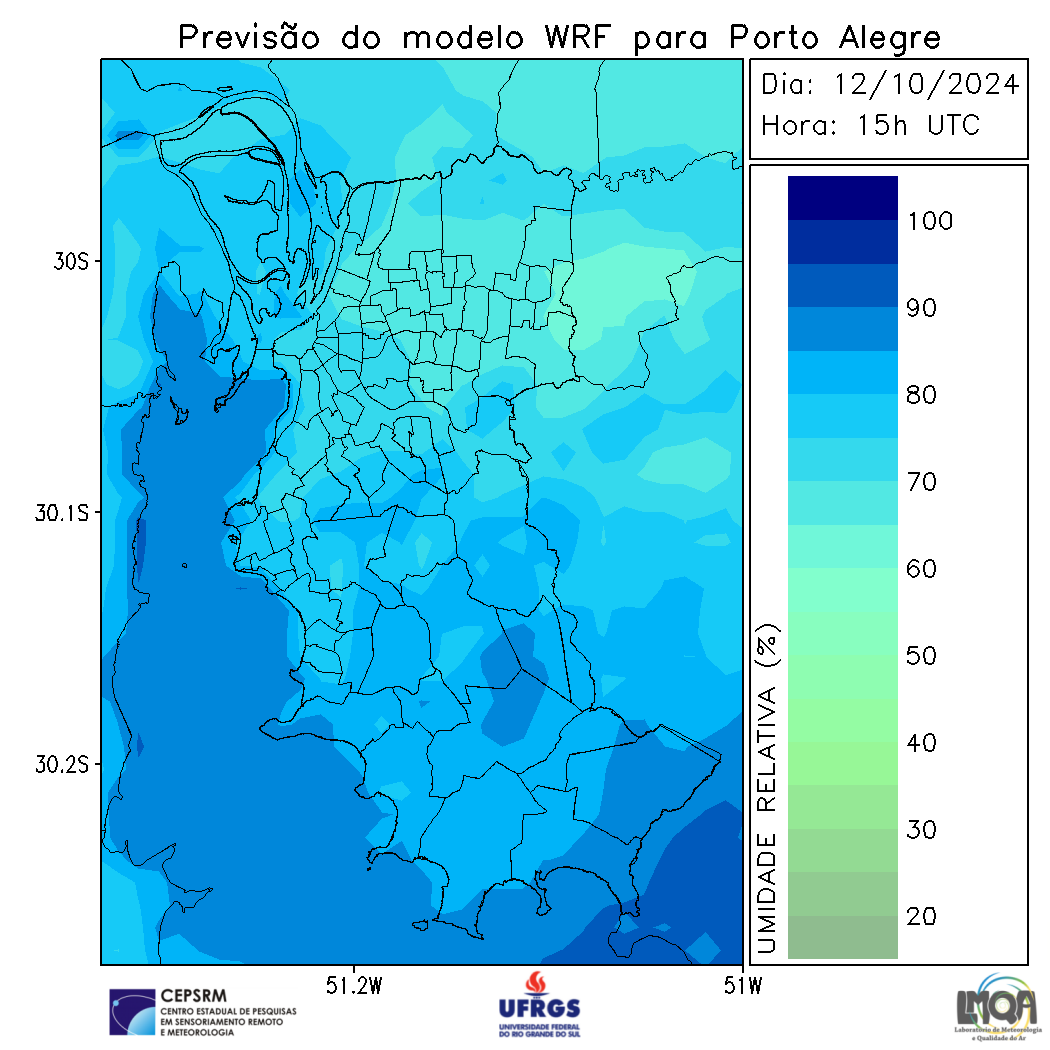 Previsão do modelo WRF para Porto Alegre
Dia: 12/10/2024
Hora: 15h UTC
100
90
80
70
60
50
40
30
20
UMIDADE RELATIVA (%)
30S
30.1S
30.2S
51.2W
51W
CEPSRM
CENTRO ESTADUAL DE PESQUISAS
EM SENSORIAMENTO REMOTO
E METEOROLOGIA
UFRGS
UNIVERSIDADE FEDERAL
DO RIO GRANDE DO SUL
LMQA
Laboratório de Meteorologia
e Qualidade do Ar